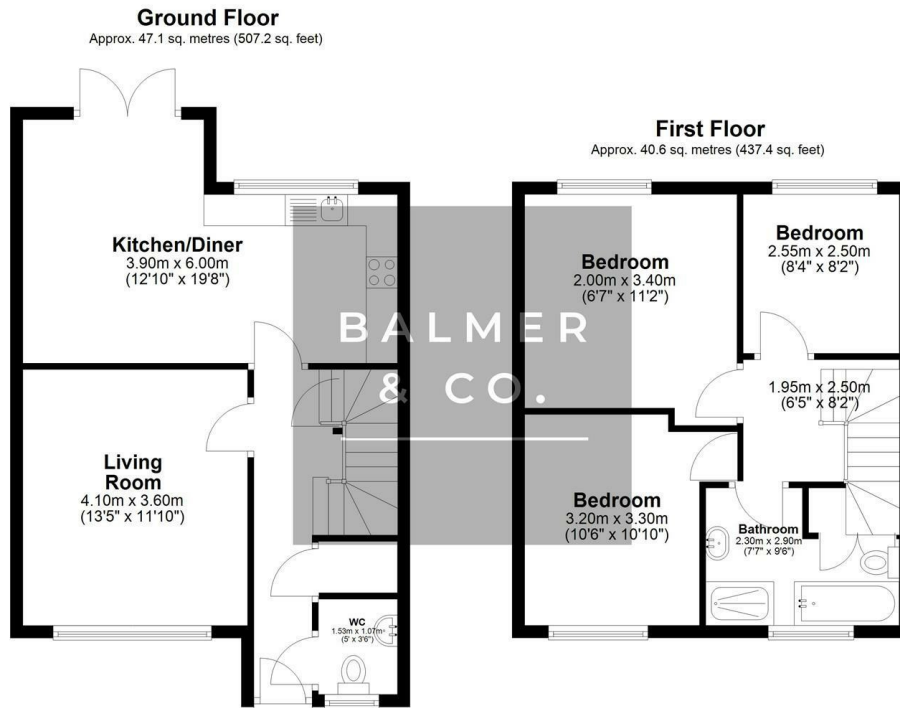 Ground Floor
Approx. 47.1 sq. metres (507.2 sq. feet)
Kitchen/Diner
3.90m x 6.00m
(12'10" x 19'8")
Living
Room
4.10m x 3.60m
(13'5" x 11'10")
WC
1.53m x 1.07m
(5' x 3'6")
First Floor
Approx. 40.6 sq. metres (437.4 sq. feet)
Bedroom
2.00m x 3.40m
(6'7" x 11'2")
Bedroom
2.55m x 2.50m
(8'4" x 8'2")
1.95m x 2.50m
(6'5" x 8'2")
Bedroom
3.20m x 3.30m
(10'6" x 10'10")
Bathroom
2.30m x 2.90m
(7'7" x 9'6")
BALMER
& CO.